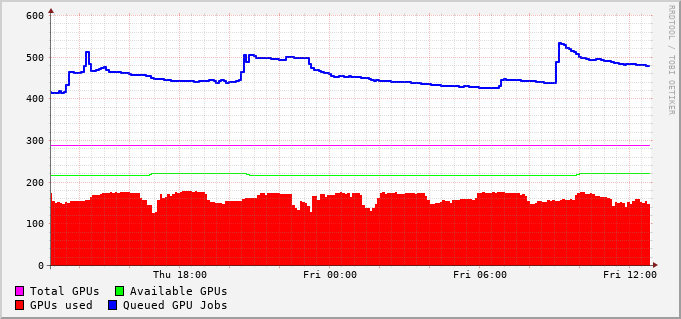 600
500
400
300
200
100
0
Thu 18:00 Fri 00:00 Fri 06:00 Fri 12:00
Total GPUs Available GPUs
GPUs used Queued GPU Jobs
RRDTOOL / TOBI OETIKER